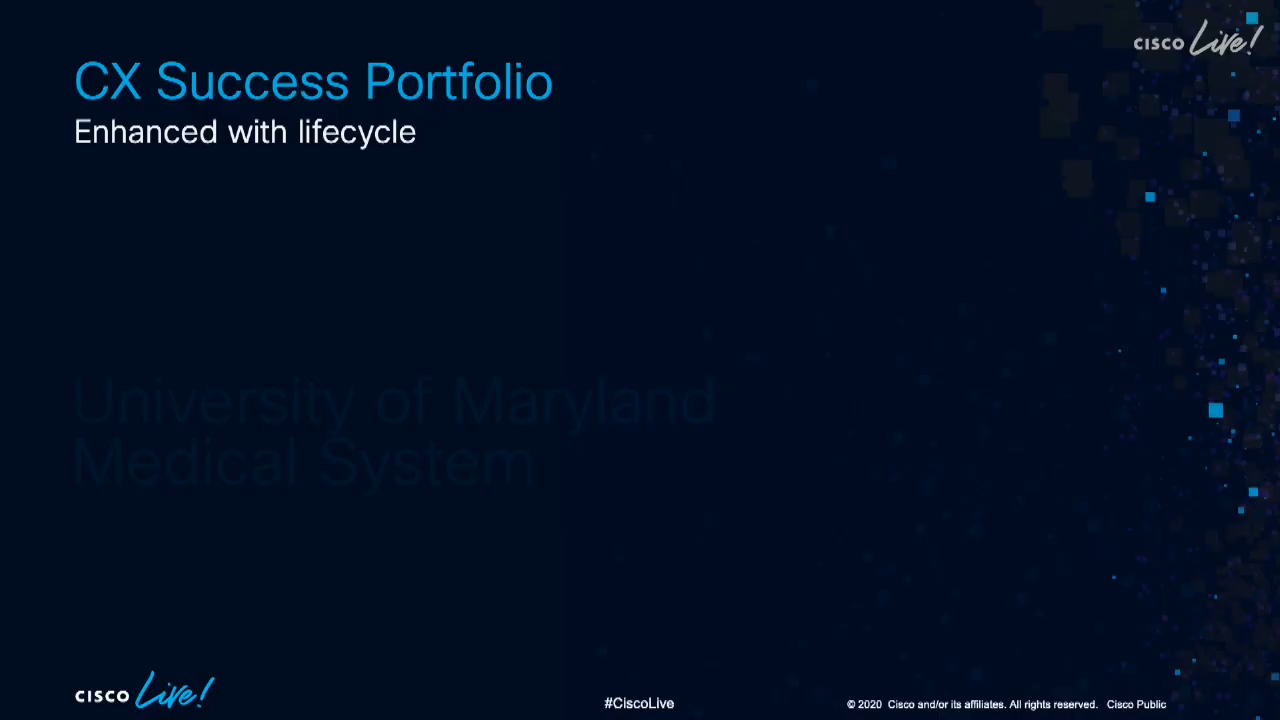 CISCO Live!
CX Success Portfolio
Enhanced with lifecycle
University of Maryland
Medical System
CISCO Live!
#CiscoLive
© 2020 Cisco and/or its affiliates. All rights reserved. Cisco Public